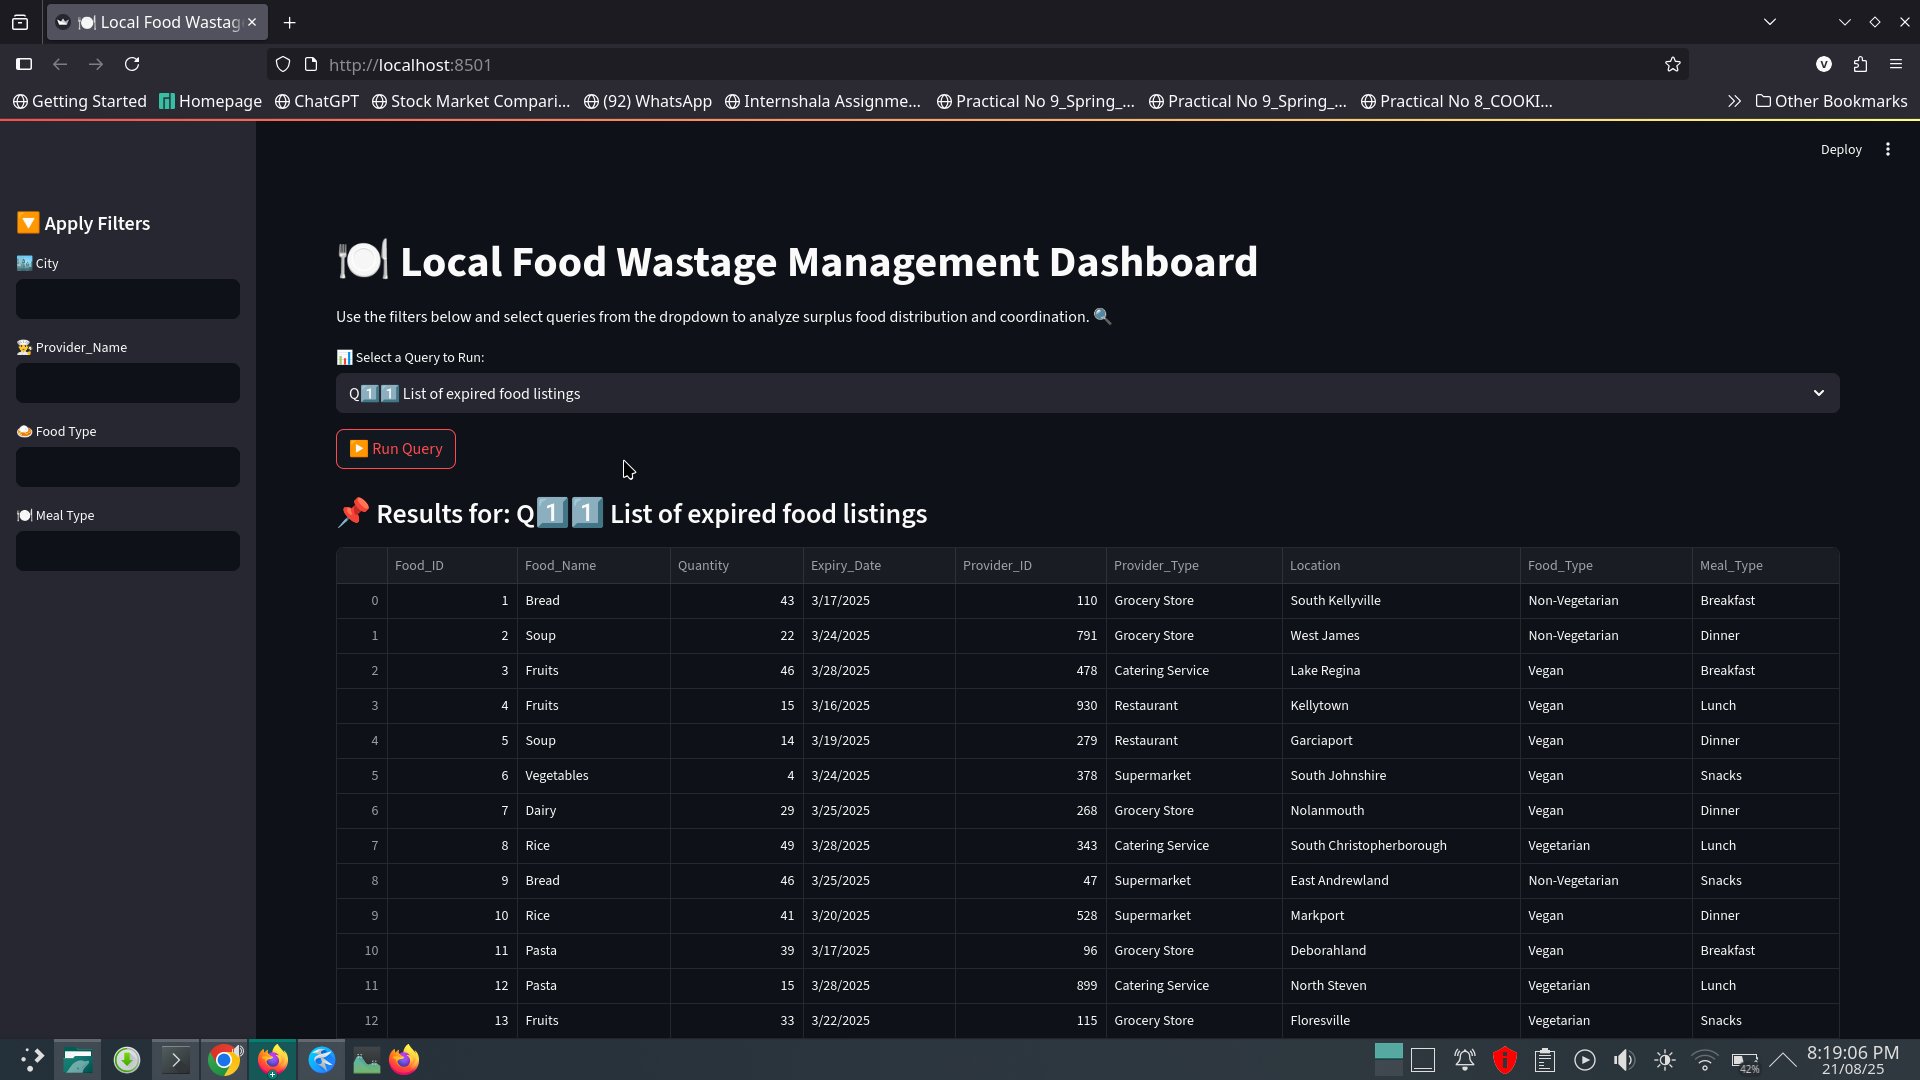 🍽️ Local Food Wastag
http://localhost:8501
V
Getting Started Homepage ChatGPT Stock Market Compari... (92) WhatsApp Internshala Assignme... Practical No 9_Spring_... Practical No 9_Spring_... Practical No 8_COOKI... Other Bookmarks
Deploy
🔽 Apply Filters
🏙️ City
👨‍🍳 Provider_Name
🍛 Food Type
🍽️ Meal Type
🍽️ Local Food Wastage Management Dashboard
Use the filters below and select queries from the dropdown to analyze surplus food distribution and coordination. 🔍
📊 Select a Query to Run:
Q1️⃣1️⃣ List of expired food listings
▶️ Run Query
📌 Results for: Q1️⃣1️⃣ List of expired food listings
Food_ID Food_Name Quantity Expiry_Date Provider_ID Provider_Type Location Food_Type Meal_Type
0 1 Bread 43 3/17/2025 110 Grocery Store South Kellyville Non-Vegetarian Breakfast
1 2 Soup 22 3/24/2025 791 Grocery Store West James Non-Vegetarian Dinner
2 3 Fruits 46 3/28/2025 478 Catering Service Lake Regina Vegan Breakfast
3 4 Fruits 15 3/16/2025 930 Restaurant Kellytown Vegan Lunch
4 5 Soup 14 3/19/2025 279 Restaurant Garciaport Vegan Dinner
5 6 Vegetables 4 3/24/2025 378 Supermarket South Johnshire Vegan Snacks
6 7 Dairy 29 3/25/2025 268 Grocery Store Nolanmouth Vegan Dinner
7 8 Rice 49 3/28/2025 343 Catering Service South Christopherborough Vegetarian Lunch
8 9 Bread 46 3/25/2025 47 Supermarket East Andrewland Non-Vegetarian Snacks
9 10 Rice 41 3/20/2025 528 Supermarket Markport Vegan Dinner
10 11 Pasta 39 3/17/2025 96 Grocery Store Deborahland Vegan Breakfast
11 12 Pasta 15 3/28/2025 899 Catering Service North Steven Vegetarian Lunch
12 13 Fruits 33 3/22/2025 115 Grocery Store Floresville Vegetarian Snacks
42%
8:19:06 PM
21/08/25